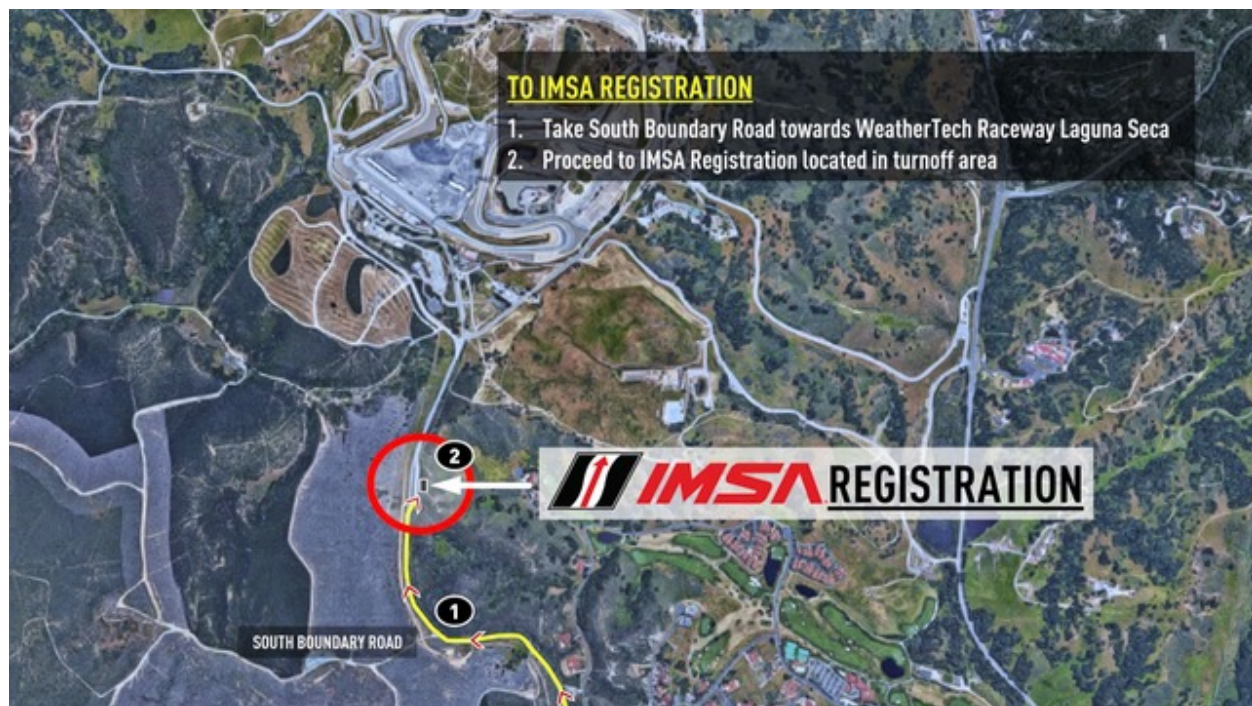 TO IMSA REGISTRATION
1. Take South Boundary Road towards WeatherTech Raceway Laguna Seca
2. Proceed to IMSA Registration located in turnoff area
2
IMSA REGISTRATION
1
SOUTH BOUNDARY ROAD